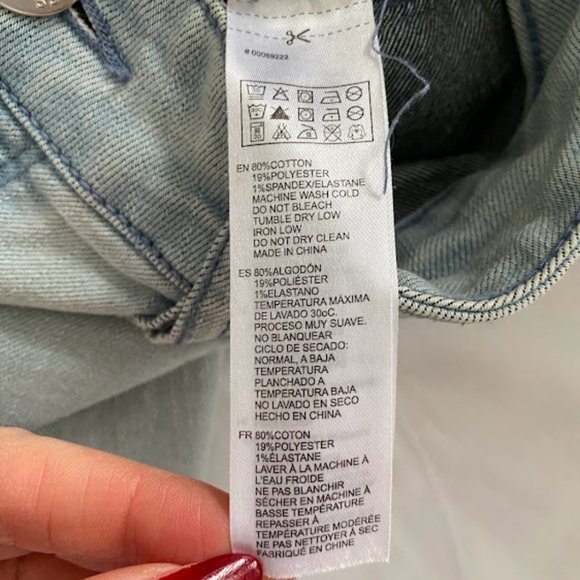 # 00089222
EN 80%COTTON
19%POLYESTER
1%SPANDEX/ELASTANE
MACHINE WASH COLD
DO NOT BLEACH
TUMBLE DRY LOW
IRON LOW
DO NOT DRY CLEAN
MADE IN CHINA
ES 80%ALGODÓN
19%POLIÉSTER
1%ELASTANO
TEMPERATURA MÁXIMA
DE LAVADO 30oC.
PROCESO MUY SUAVE.
NO BLANQUEAR
CICLO DE SECADO:
NORMAL, A BAJA
TEMPERATURA
PLANCHADO A
TEMPERATURA BAJA
NO LAVADO EN SECO
HECHO EN CHINA
FR 80%COTON
19%POLYESTER
1%ÉLASTANE
LAVER À LA MACHINE À
L'EAU FROIDE
NE PAS BLANCHIR
SÉCHER EN MACHINE À
BASSE TEMPÉRATURE
REPASSER À
TEMPÉRATURE MODÉRÉE
NE PAS NETTOYER À SEC
FABRIQUÉ EN CHINE